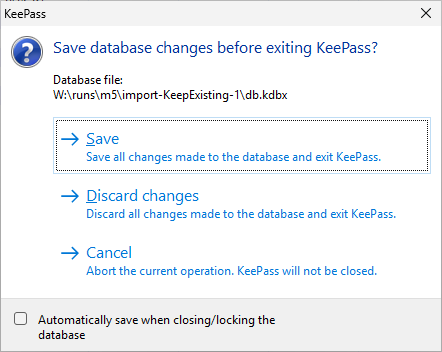 KeePass
Save database changes before exiting KeePass?
Database file:
W:\runs\m5\import-KeepExisting-1\db.kdbx
Save
Save all changes made to the database and exit KeePass.
Discard changes
Discard all changes made to the database and exit KeePass.
Cancel
Abort the current operation. KeePass will not be closed.
Automatically save when closing/locking the
database